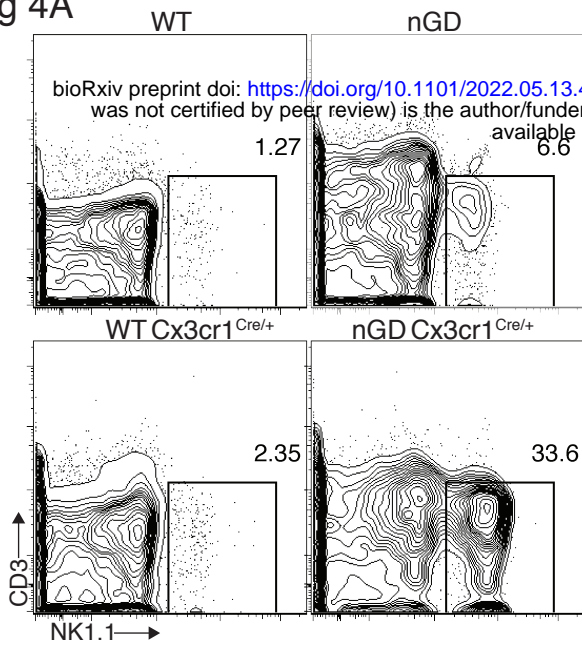 g 4A
WT
nGD
bioRxiv preprint doi: https://doi.org/10.1101/2022.05.13.4
was not certified by peer review) is the author/funder
available
1.27
6.6
WT Cx3cr1Cre/+
nGD Cx3cr1Cre/+
2.35
33.6
CD3
NK1.1